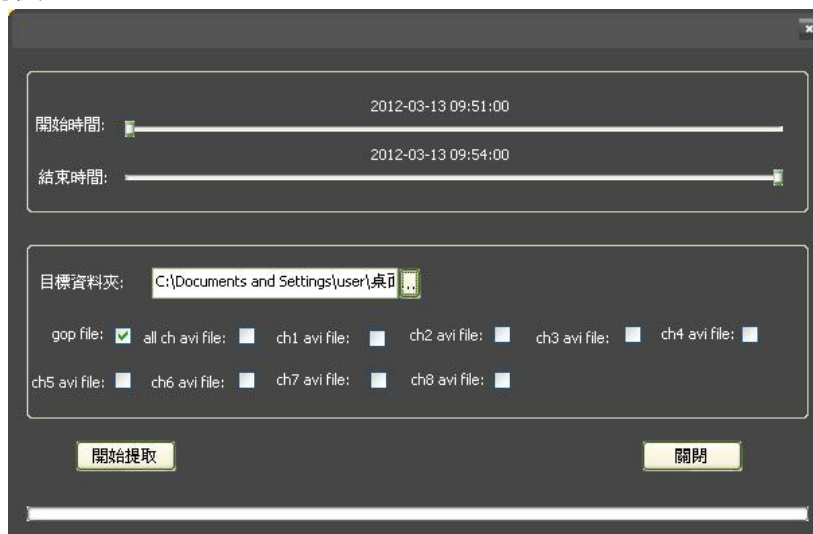 2012-03-13 09:51:00
開始時間:
2012-03-13 09:54:00
結束時間:
目標資料夾: C:\Documents and Settings\user\桌 ..
gop file: all ch avi file: ch1 avi file: ch2 avi file: ch3 avi file: ch4 avi file:
ch5 avi file: ch6 avi file: ch7 avi file: ch8 avi file:
開始提取 關閉